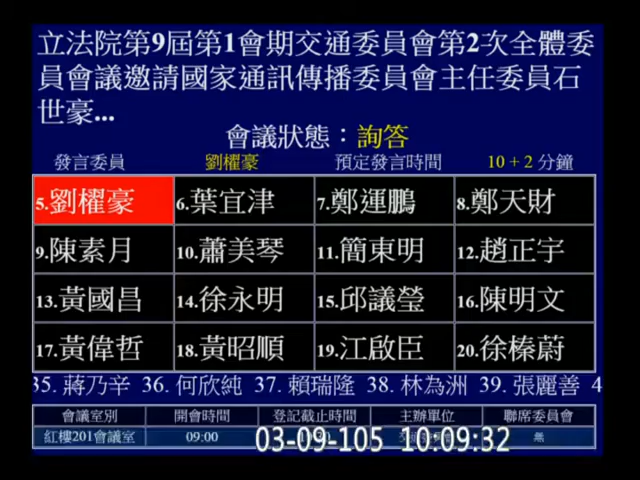 立法院第9屆第1會期交通委員會第2次全體委
員會議邀請國家通訊傳播委員會主任委員石
世豪...
會議狀態：詢答
發言委員 劉櫂豪 預定發言時間 10 + 2 分鐘
5.劉櫂豪 6.葉宜津 7.鄭運鵬 8.鄭天財
9.陳素月 10.蕭美琴 11.簡東明 12.趙正宇
13.黃國昌 14.徐永明 15.邱議瑩 16.陳明文
17.黃偉哲 18.黃昭順 19.江啟臣 20.徐榛蔚
35. 蔣乃辛 36. 何欣純 37. 賴瑞隆 38. 林為洲 39. 張麗善 4
會議室別 開會時間 登記截止時間 主辦單位 聯席委員會
紅樓201會議室 09:00 無
03-09-105 10:09:32